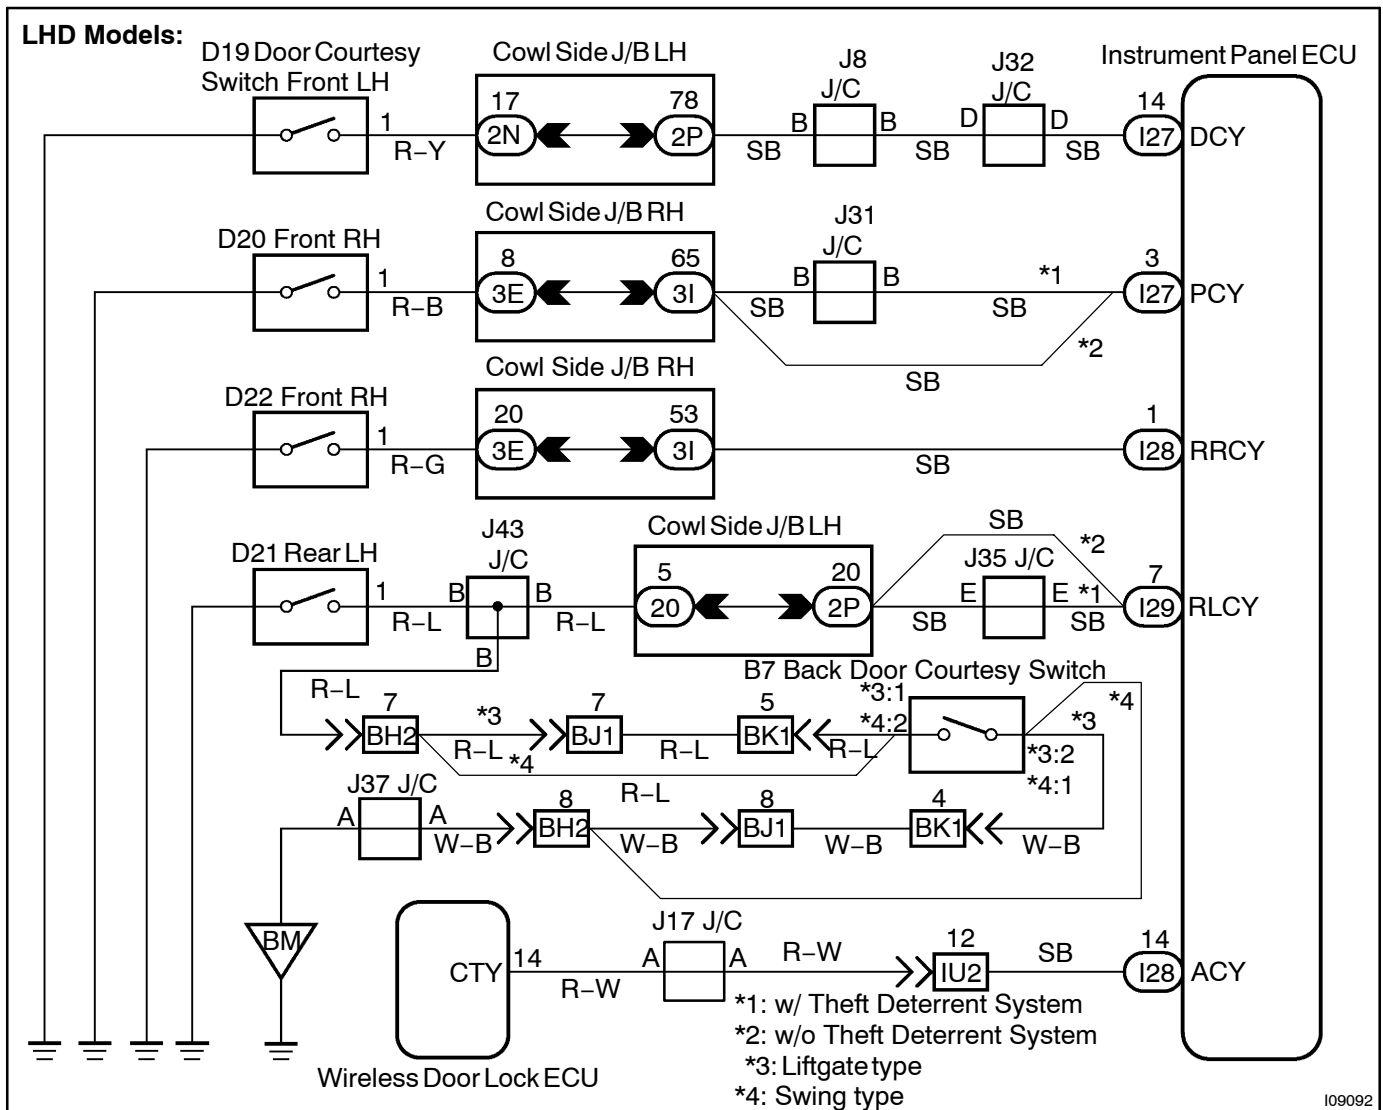 LHD Models:
D19 Door Courtesy
Switch Front LH
Cowl Side J/B LH
J8
J/C
J32
J/C
Instrument Panel ECU
1
R-Y
17
2N
78
2P
SB
B
B
SB
D
D
SB
14
I27
DCY
D20 Front RH
Cowl Side J/B RH
J31
J/C
1
R-B
8
3E
65
3I
SB
B
B
*1
SB
3
I27
PCY
*2
SB
D22 Front RH
Cowl Side J/B RH
1
R-G
20
3E
53
3I
SB
1
I28
RRCY
D21 Rear LH
J43
J/C
Cowl Side J/B LH
SB
*2
J35 J/C
1
R-L
B
B
R-L
5
20
20
2P
SB
E
E
*1
SB
7
I29
RLCY
B
R-L
B7 Back Door Courtesy Switch
7
BH2
*3
R-L
*4
7
BJ1
R-L
5
BK1
R-L
*3:1
*4:2
*4
*3
*3:2
*4:1
R-L
J37 J/C
A
A
W-B
8
BH2
W-B
8
BJ1
W-B
4
BK1
W-B
BM
CTY
14
R-W
J17 J/C
A
A
R-W
12
IU2
SB
14
I28
ACY
Wireless Door Lock ECU
*1: w/ Theft Deterrent System
*2: w/o Theft Deterrent System
*3: Liftgate type
*4: Swing type
I09092